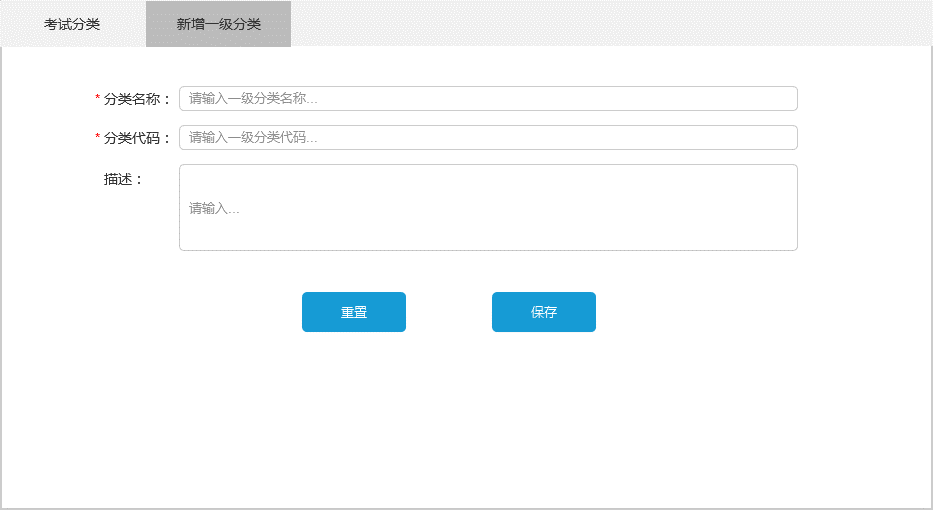 考试分类 新增一级分类
* 分类名称： 请输入一级分类名称...
* 分类代码： 请输入一级分类代码...
描述： 请输入...
重置 保存